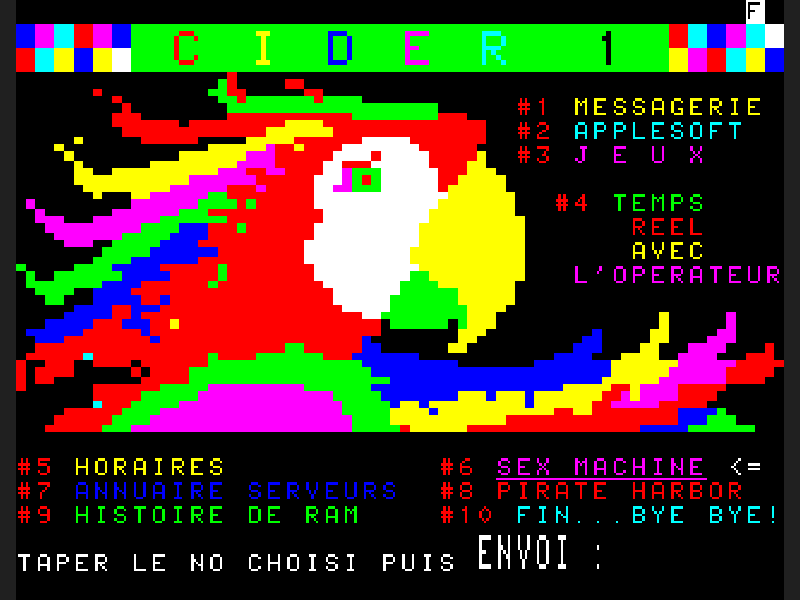 F
CIDER 1
#1 MESSAGERIE
#2 APPLESOFT
#3 J E U X
#4 TEMPS
REEL
AVEC
L'OPERATEUR
#5 HORAIRES
#6 SEX MACHINE <=
#7 ANNUAIRE SERVEURS
#8 PIRATE HARBOR
#9 HISTOIRE DE RAM
#10 FIN...BYE BYE!
TAPER LE NO CHOISI PUIS ENVOI :